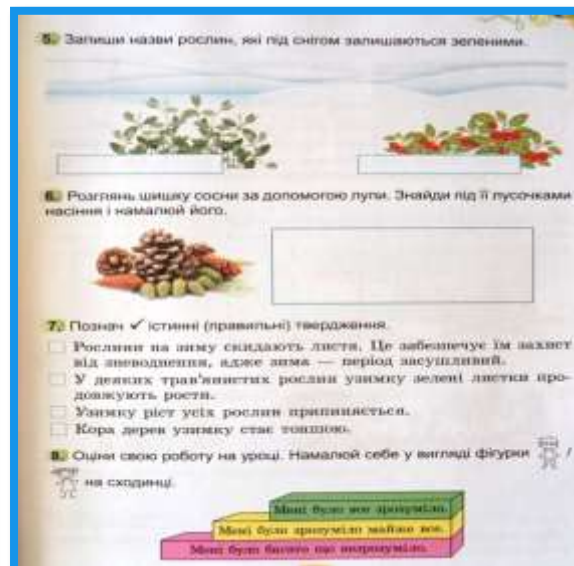 5. Запиши назви рослин, які під снігом залишаються зеленими.
6. Розглянь шишку сосни за допомогою лупи. Знайди під її лусочками
насіння і намалюй його.
7. Познач ✓ істинні (правильні) твердження.
Рослини на зиму скидають листя. Це забезпечує їм захист
від зневоднення, адже зима — період засушливий.
У деяких трав'янистих рослин узимку зелені листки про-
довжують рости.
Узимку ріст усіх рослин припиняється.
Кора дерев узимку стає товщою.
8. Оціни свою роботу на уроці. Намалюй себе у вигляді фігурки /
на сходинці.
Мені було все зрозуміло.
Мені було зрозуміло майже все.
Мені було багато що незрозуміло.